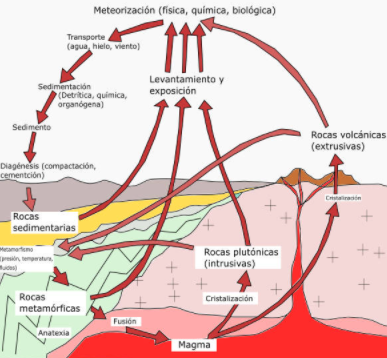 Meteorización (física, química, biológica)
Transporte
(agua, hielo, viento)
Levantamiento y
exposición
Sedimentación
(Detrítica, química,
organógena)
Sedimento
Rocas volcánicas
(extrusivas)
Diagénesis (compactación,
cementción)
Cristalización
Rocas
sedimentarias
Metamorfismo
(presión, temperatura,
fluidos)
Rocas plutónicas
(intrusivas)
Rocas
metamórficas
Cristalización
Fusión
Anatexia
Magma